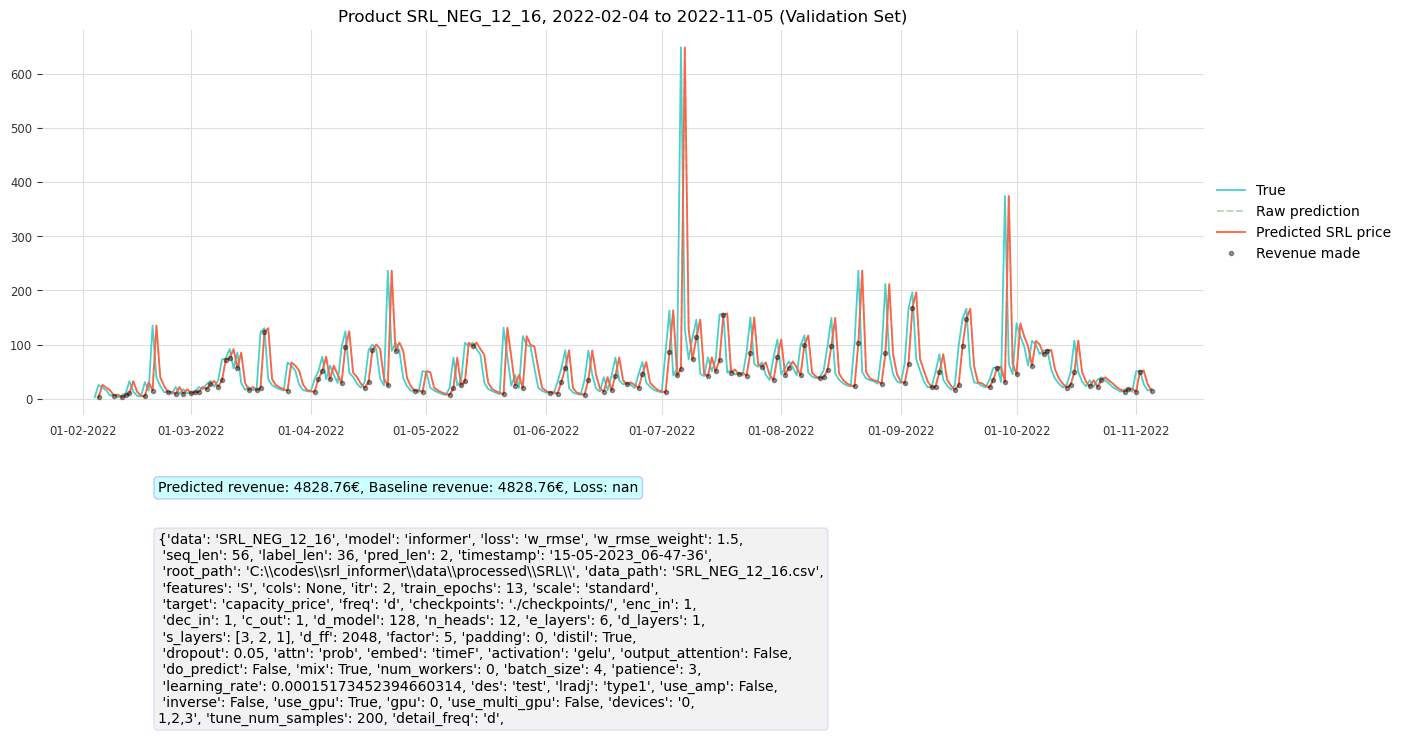 Product SRL_NEG_12_16, 2022-02-04 to 2022-11-05 (Validation Set)
600
500
400
300
200
100
0
01-02-2022 01-03-2022 01-04-2022 01-05-2022 01-06-2022 01-07-2022 01-08-2022 01-09-2022 01-10-2022 01-11-2022
True
Raw prediction
Predicted SRL price
Revenue made
Predicted revenue: 4828.76€, Baseline revenue: 4828.76€, Loss: nan
{'data': 'SRL_NEG_12_16', 'model': 'informer', 'loss': 'w_rmse', 'w_rmse_weight': 1.5,
'seq_len': 56, 'label_len': 36, 'pred_len': 2, 'timestamp': '15-05-2023_06-47-36',
'root_path': 'C:\\codes\\srl_informer\\data\\processed\\SRL\\', 'data_path': 'SRL_NEG_12_16.csv',
'features': 'S', 'cols': None, 'itr': 2, 'train_epochs': 13, 'scale': 'standard',
'target': 'capacity_price', 'freq': 'd', 'checkpoints': './checkpoints/', 'enc_in': 1,
'dec_in': 1, 'c_out': 1, 'd_model': 128, 'n_heads': 12, 'e_layers': 6, 'd_layers': 1,
's_layers': [3, 2, 1], 'd_ff': 2048, 'factor': 5, 'padding': 0, 'distil': True,
'dropout': 0.05, 'attn': 'prob', 'embed': 'timeF', 'activation': 'gelu', 'output_attention': False,
'do_predict': False, 'mix': True, 'num_workers': 0, 'batch_size': 4, 'patience': 3,
'learning_rate': 0.00015173452394660314, 'des': 'test', 'lradj': 'type1', 'use_amp': False,
'inverse': False, 'use_gpu': True, 'gpu': 0, 'use_multi_gpu': False, 'devices': '0,
1,2,3', 'tune_num_samples': 200, 'detail_freq': 'd',